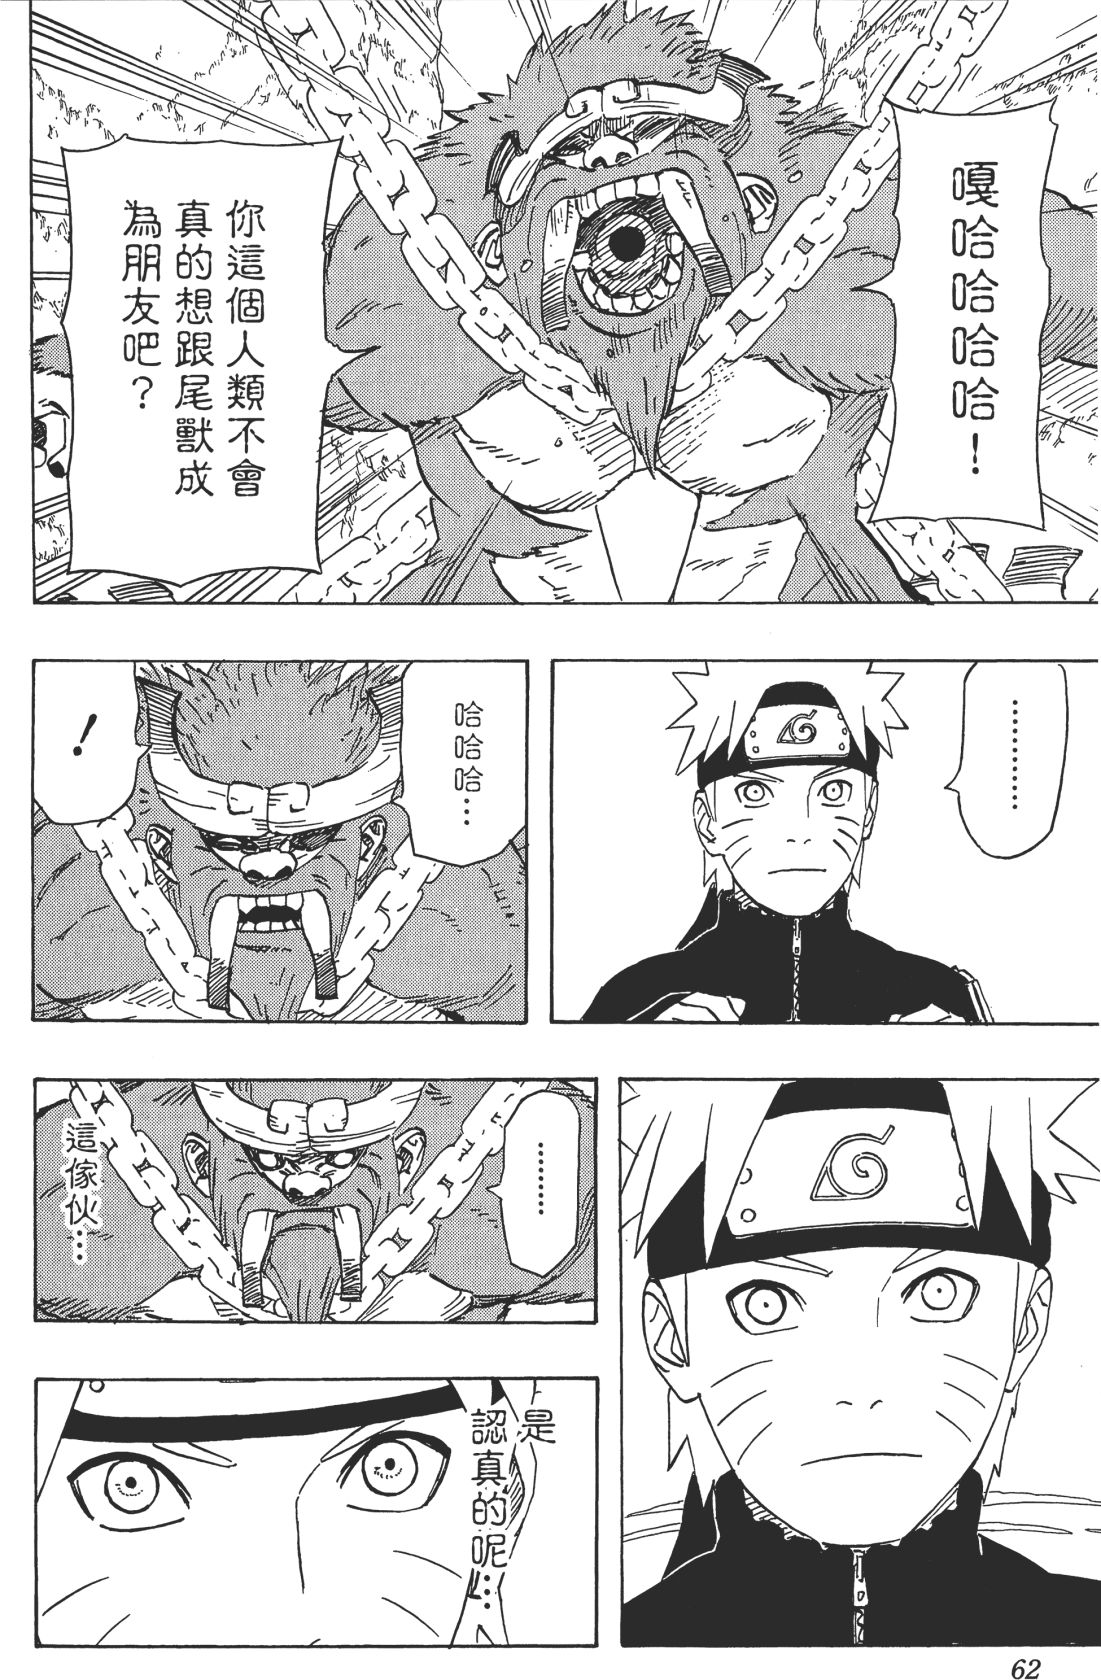 嘎哈哈哈哈！
你這個人類不會
真的想跟尾獸成
為朋友吧？
…………
哈哈哈…
！
…………
這傢伙…
是
認真的呢…
62